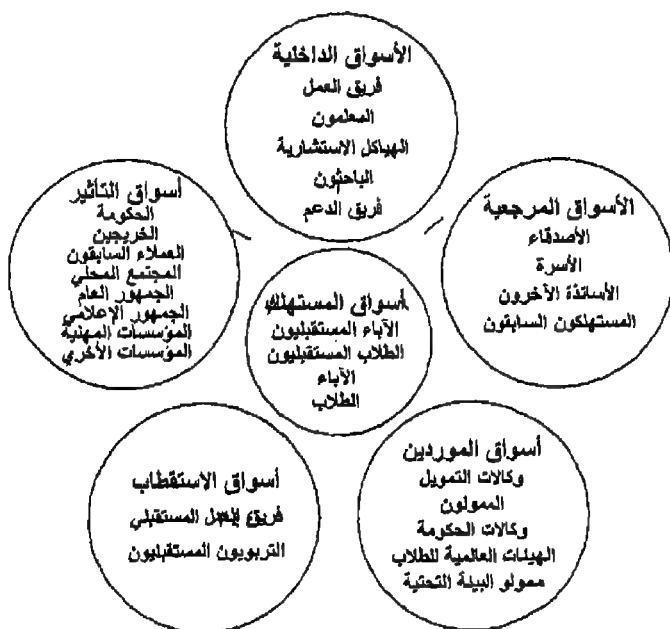 الأسواق الداخلية
فريق العمل
المعلمون
الهياكل الاستشارية
الباحثون
فريق الدعم
الأسواق المرجعية
الأصدقاء
الأسرة
الأساتذة الآخرون
المستهلكون السابقون
أسواق التأثير
الحكومة
الخريجين
العملاء السابقون
المجتمع المحلي
الجمهور العام
الجمهور الإعلامي
المؤسسات المهنية
المؤسسات الأخري
أسواق المستهلك
الآباء المستقبليون
الطلاب المستقبليون
الآباء
الطلاب
أسواق الموردين
وكالات التمويل
الممولون
وكالات الحكومة
الهيئات العالمية للطلاب
ممولو البيئة التحتية
أسواق الاستقطاب
المستقبلي
التربويون المستقبليون